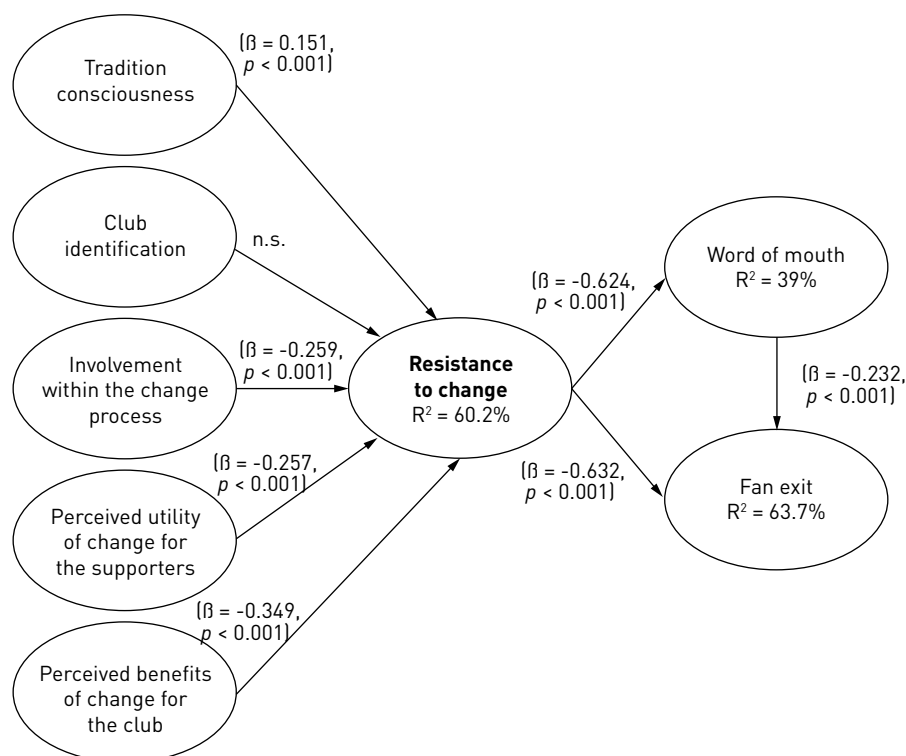 Tradition
consciousness
(ß = 0.151,
p < 0.001)
Club
identification
n.s.
Involvement
within the change
process
(ß = -0.259,
p < 0.001)
Perceived utility
of change for
the supporters
(ß = -0.257,
p < 0.001)
Perceived benefits
of change for
the club
(ß = -0.349,
p < 0.001)
Resistance
to change
R² = 60.2%
(ß = -0.624,
p < 0.001)
Word of mouth
R² = 39%
(ß = -0.232,
p < 0.001)
(ß = -0.632,
p < 0.001)
Fan exit
R² = 63.7%